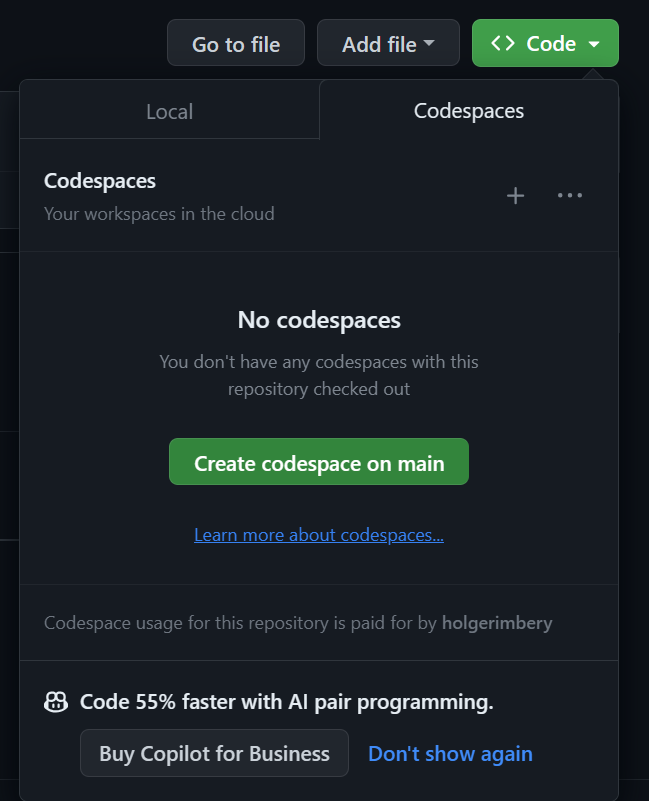 Go to file
Add file
<> Code
Local
Codespaces
Codespaces
Your workspaces in the cloud
No codespaces
You don't have any codespaces with this
repository checked out
Create codespace on main
Learn more about codespaces...
Codespace usage for this repository is paid for by holgerimbery
Code 55% faster with AI pair programming.
Buy Copilot for Business
Don't show again